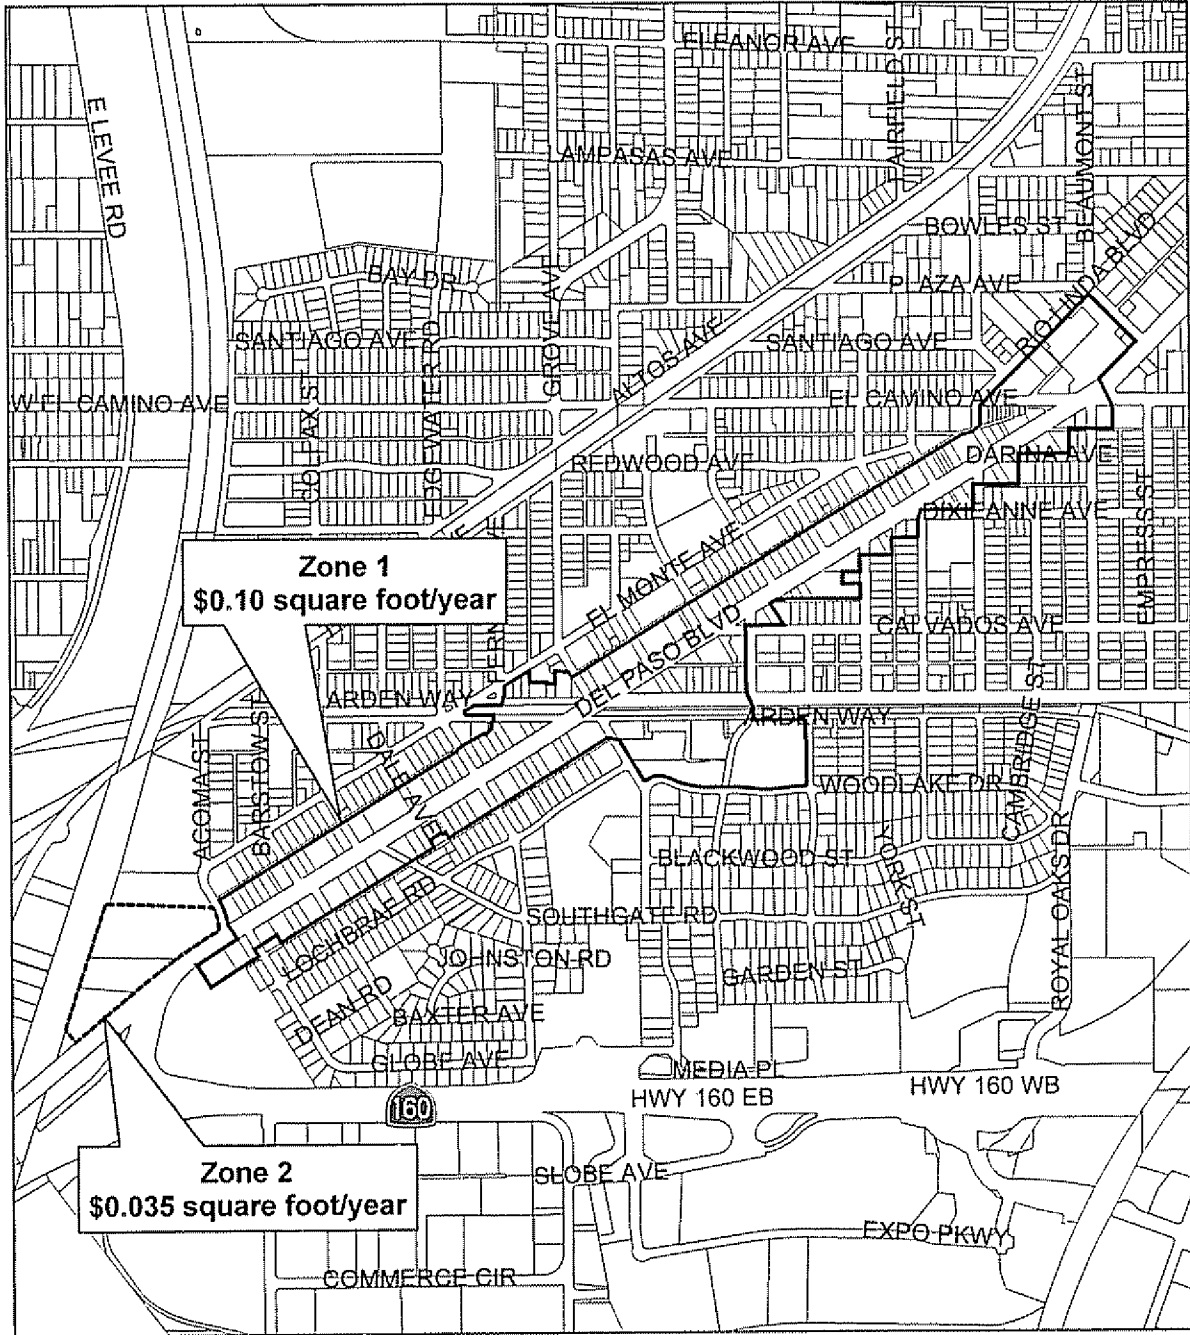 ELEANOR AVE
FAIRFIELD ST
E LEVEE RD
LAMPASAS AVE
BEAUMONT ST
BOWLES ST
BAY DR
GROVE AVE
PLAZA AVE
RIO LINDA BLVD
SANTIAGO AVE
EDGEWATER RD
ALTOS AVE
SANTIAGO AVE
W EL CAMINO AVE
COLFAX ST
EL CAMINO AVE
REDWOOD AVE
DARINA AVE
DIXIEANNE AVE
EMPRESS ST
Zone 1
$0.10 square foot/year
EL MONTE AVE
DEL PASO BLVD
CALVADOS AVE
ARDEN WAY
ARDEN WAY
CAMBRIDGE ST
ACOMA ST
BARSTOW ST
DALE AVE
WOODLAKE DR
BLACKWOOD ST
YORK ST
ROYAL OAKS DR
LOCHBRAE RD
SOUTHGATE RD
JOHNSTON RD
GARDEN ST
DEAN RD
BAXTER AVE
GLOBE AVE
MEDIA PL
HWY 160 EB
HWY 160 WB
160
Zone 2
$0.035 square foot/year
SLOBE AVE
EXPO PKWY
COMMERCE CIR